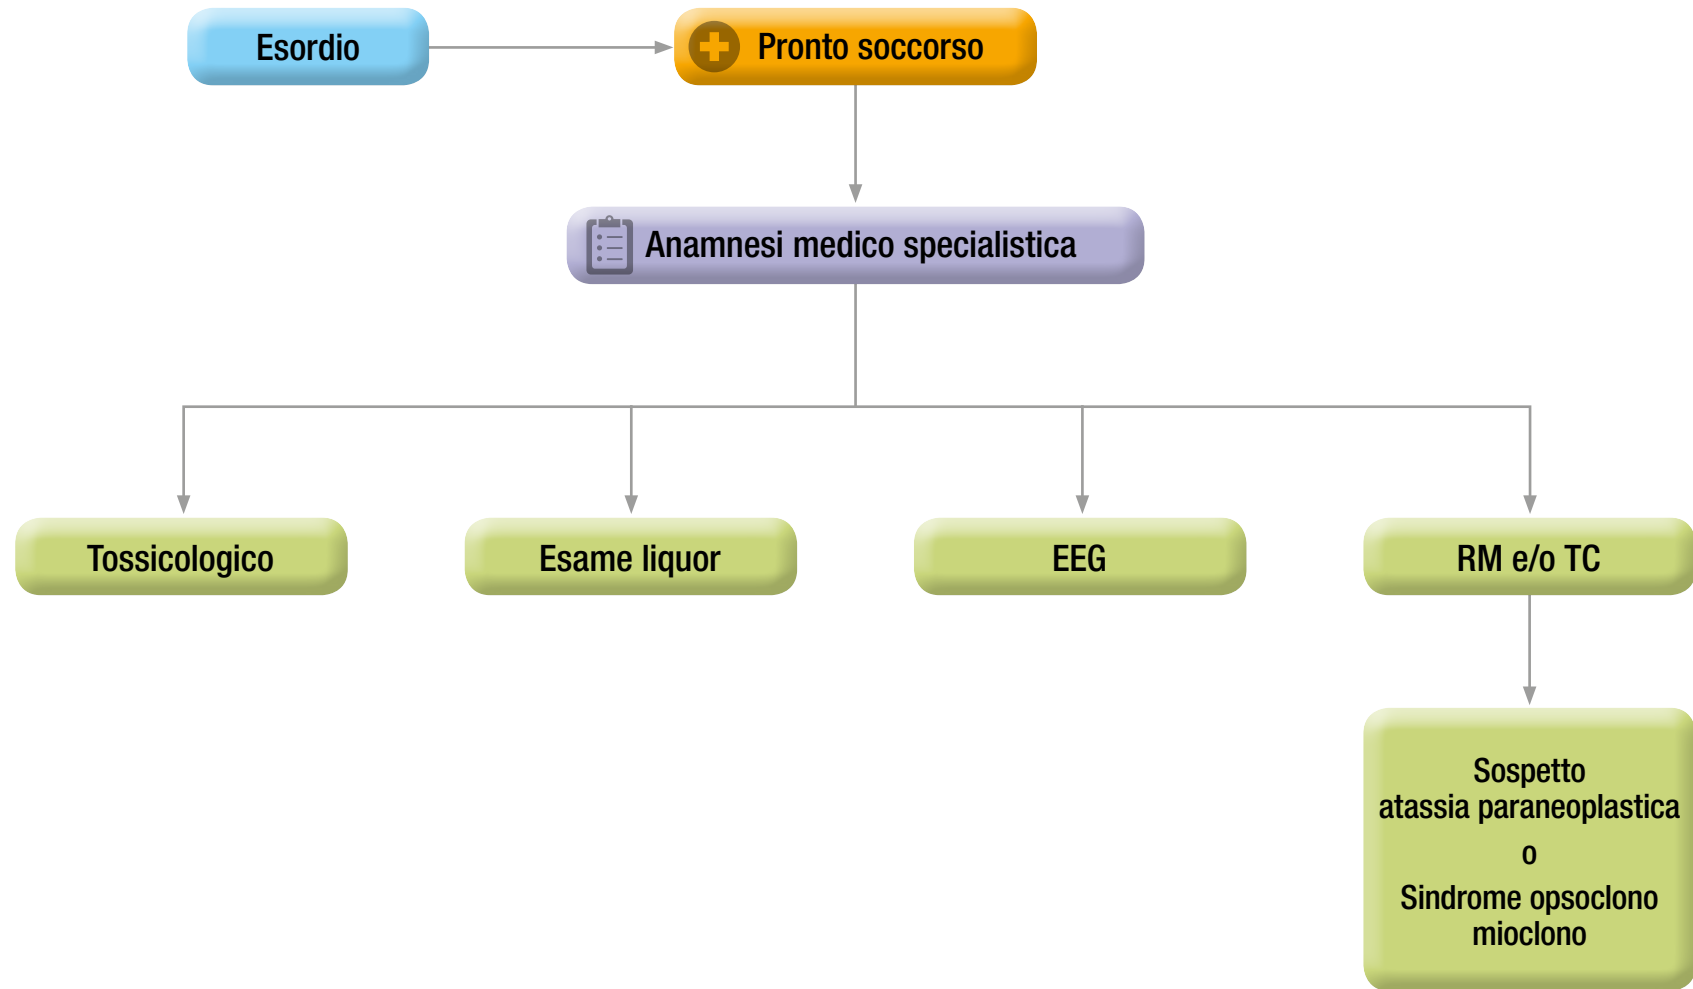 Esordio
Pronto soccorso
Anamnesi medico specialistica
Tossicologico
Esame liquor
EEG
RM e/o TC
Sospetto
atassia paraneoplastica
o
Sindrome opsoclono
mioclono